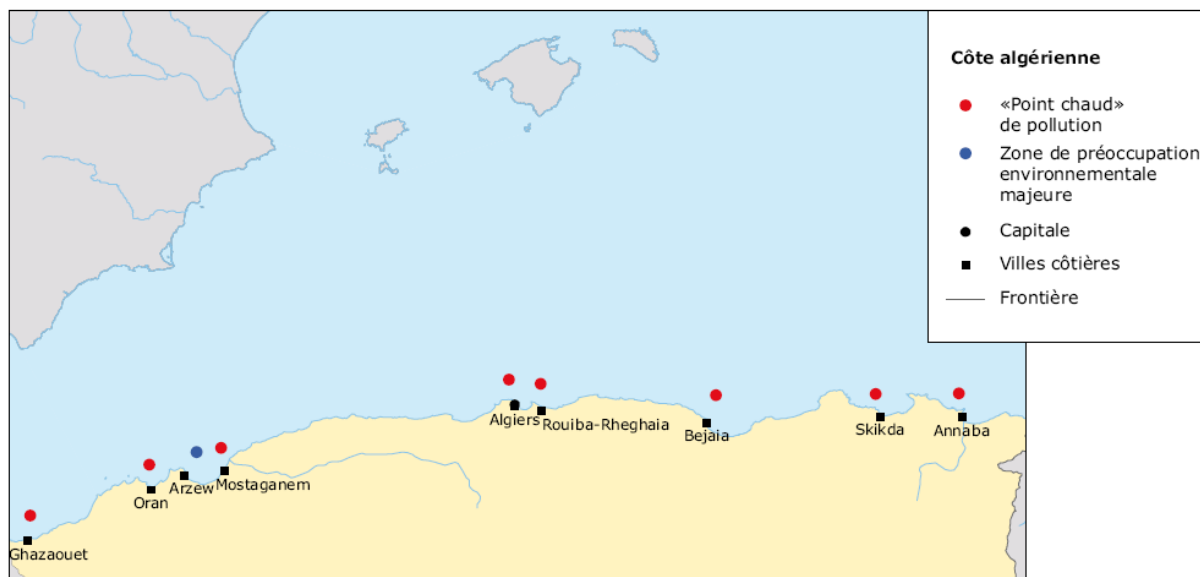 Côte algérienne
«Point chaud»
de pollution
Zone de préoccupation
environnementale
majeure
Capitale
Villes côtières
Frontière
Algiers
Rouiba-Rheghaia
Bejaia
Skikda
Annaba
Mostaganem
Arzew
Oran
Ghazaouet